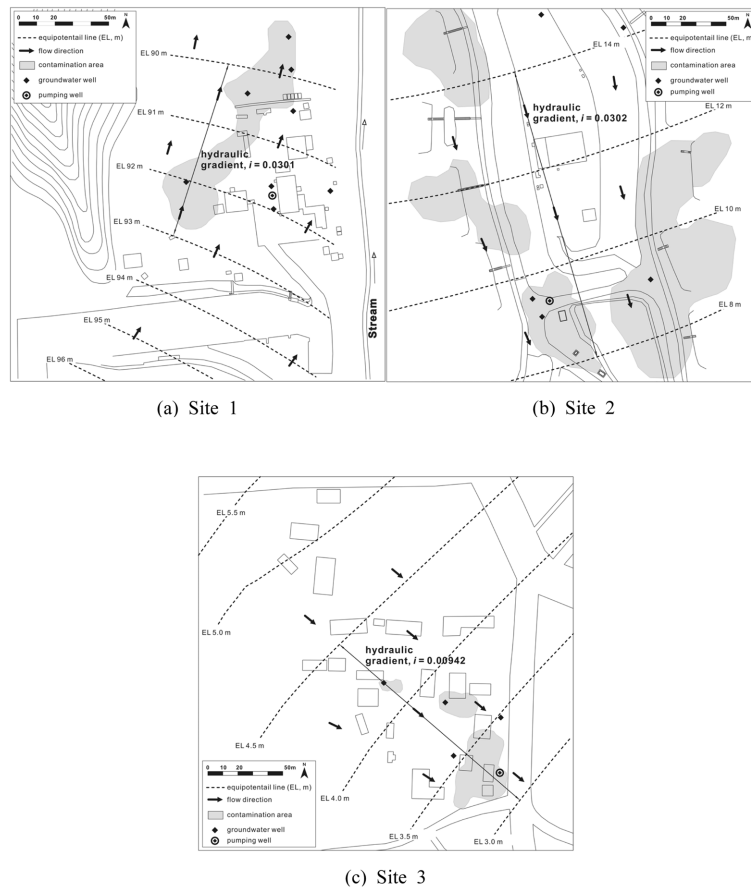 0 10 20 50m N
equipotentail line (EL, m)
flow direction
contamination area
groundwater well
pumping well
EL 90 m
EL 91 m
EL 92 m
EL 93 m
EL 94 m
EL 95 m
EL 96 m
hydraulic
gradient, i = 0.0301
Stream
(a) Site 1
0 10 20 50m N
equipotentail line (EL, m)
flow direction
contamination area
groundwater well
pumping well
EL 14 m
EL 12 m
EL 10 m
EL 8 m
hydraulic
gradient, i = 0.0302
(b) Site 2
EL 5.5 m
EL 5.0 m
EL 4.5 m
EL 4.0 m
EL 3.5 m
EL 3.0 m
hydraulic
gradient, i = 0.00942
0 10 20 50m N
equipotentail line (EL, m)
flow direction
contamination area
groundwater well
pumping well
(c) Site 3